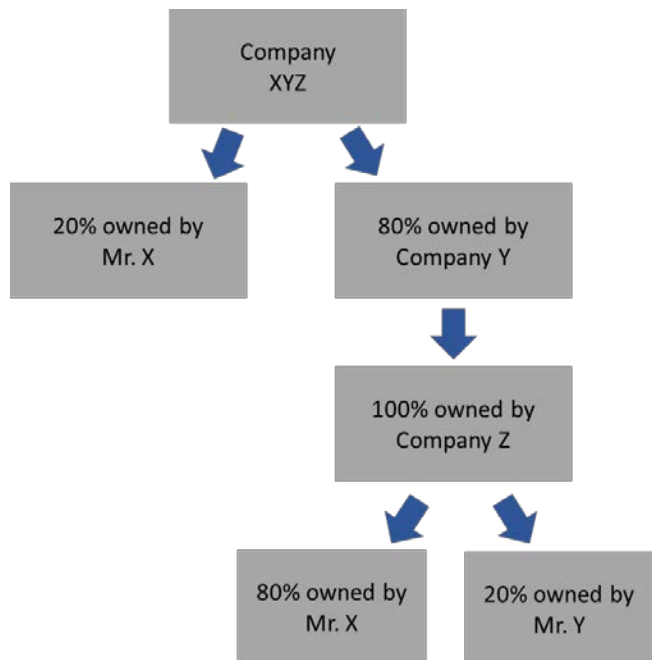 Company
XYZ
20% owned by
Mr. X
80% owned by
Company Y
100% owned by
Company Z
80% owned by
Mr. X
20% owned by
Mr. Y